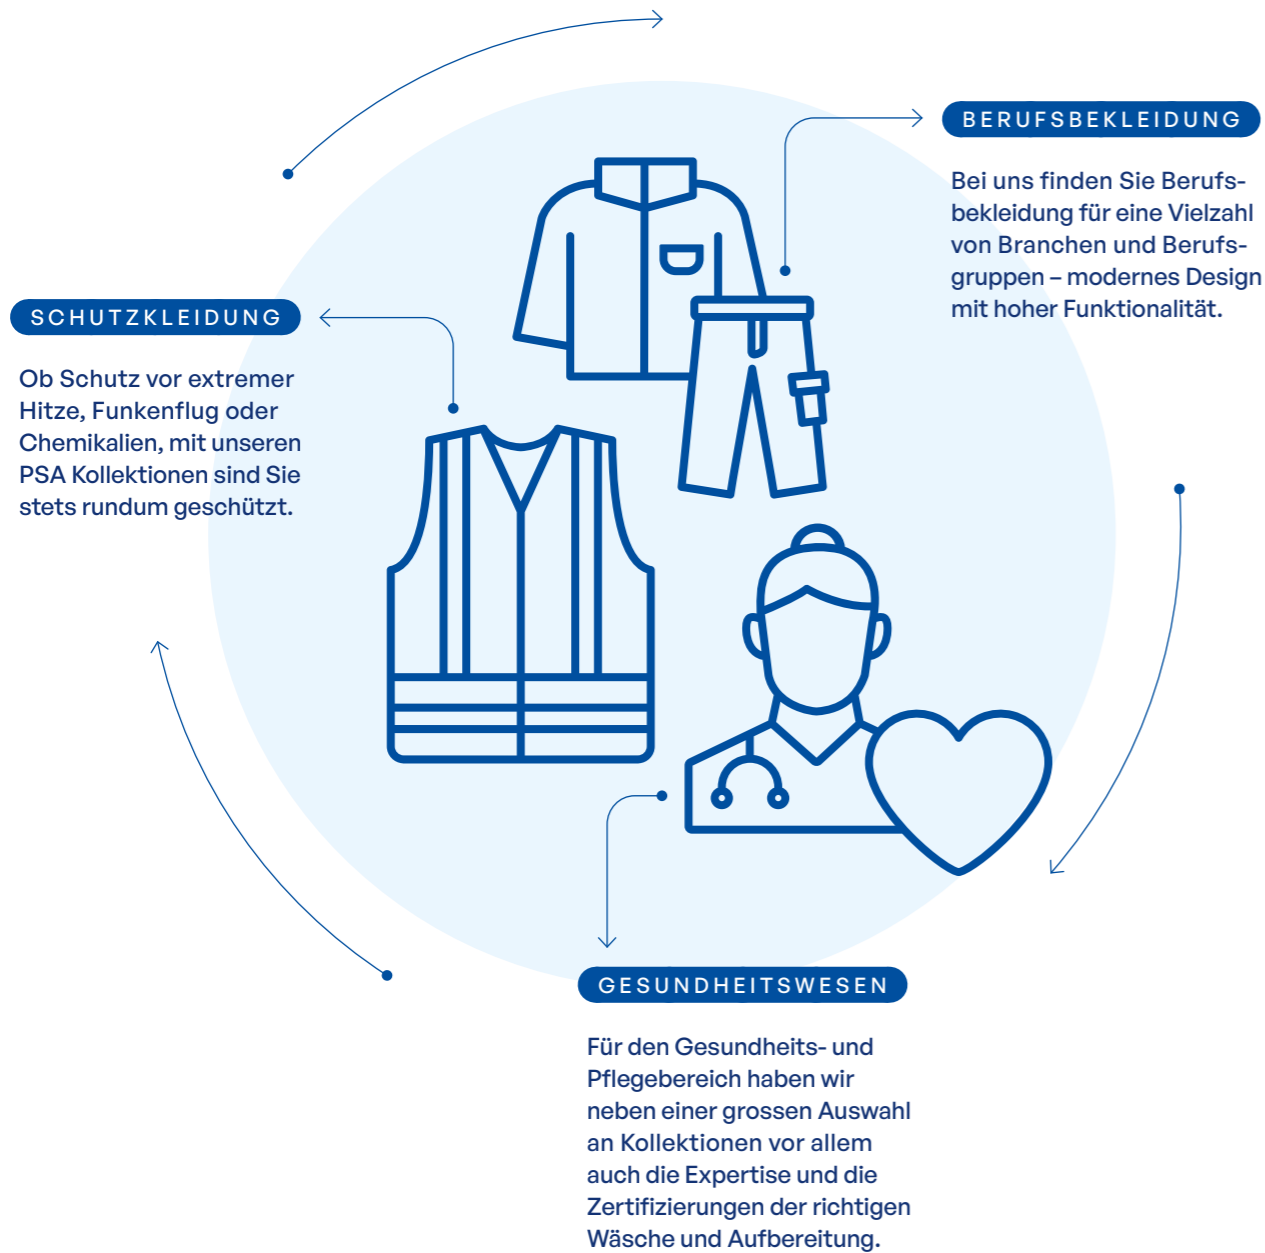 BERUFSBEKLEIDUNG
Bei uns finden Sie Berufs-
bekleidung für eine Vielzahl
von Branchen und Berufs-
gruppen – modernes Design
mit hoher Funktionalität.
SCHUTZKLEIDUNG
Ob Schutz vor extremer
Hitze, Funkenflug oder
Chemikalien, mit unseren
PSA Kollektionen sind Sie
stets rundum geschützt.
GESUNDHEITSWESEN
Für den Gesundheits- und
Pflegebereich haben wir
neben einer grossen Auswahl
an Kollektionen vor allem
auch die Expertise und die
Zertifizierungen der richtigen
Wäsche und Aufbereitung.